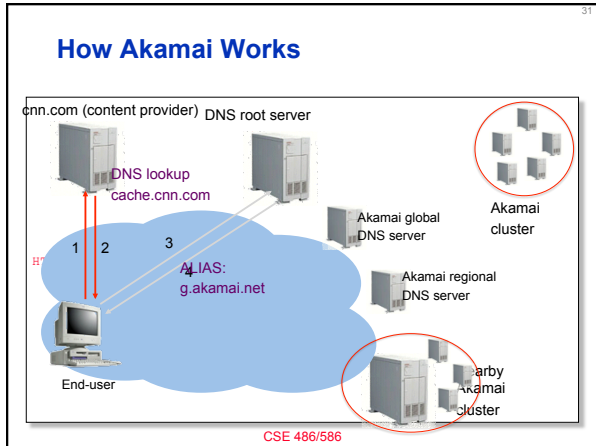 31
How Akamai Works
cnn.com (content provider)
DNS root server
DNS lookup
cache.cnn.com
Akamai
cluster
Akamai global
DNS server
1
2
3
4
ALIAS:
g.akamai.net
Akamai regional
DNS server
End-user
Akamai
cluster
CSE 486/586